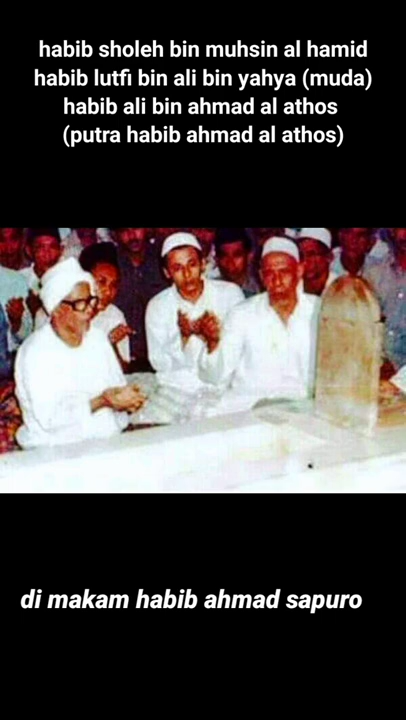 habib sholeh bin muhsin al hamid
habib lutfi bin ali bin yahya (muda)
habib ali bin ahmad al athos
(putra habib ahmad al athos)
di makam habib ahmad sapuro